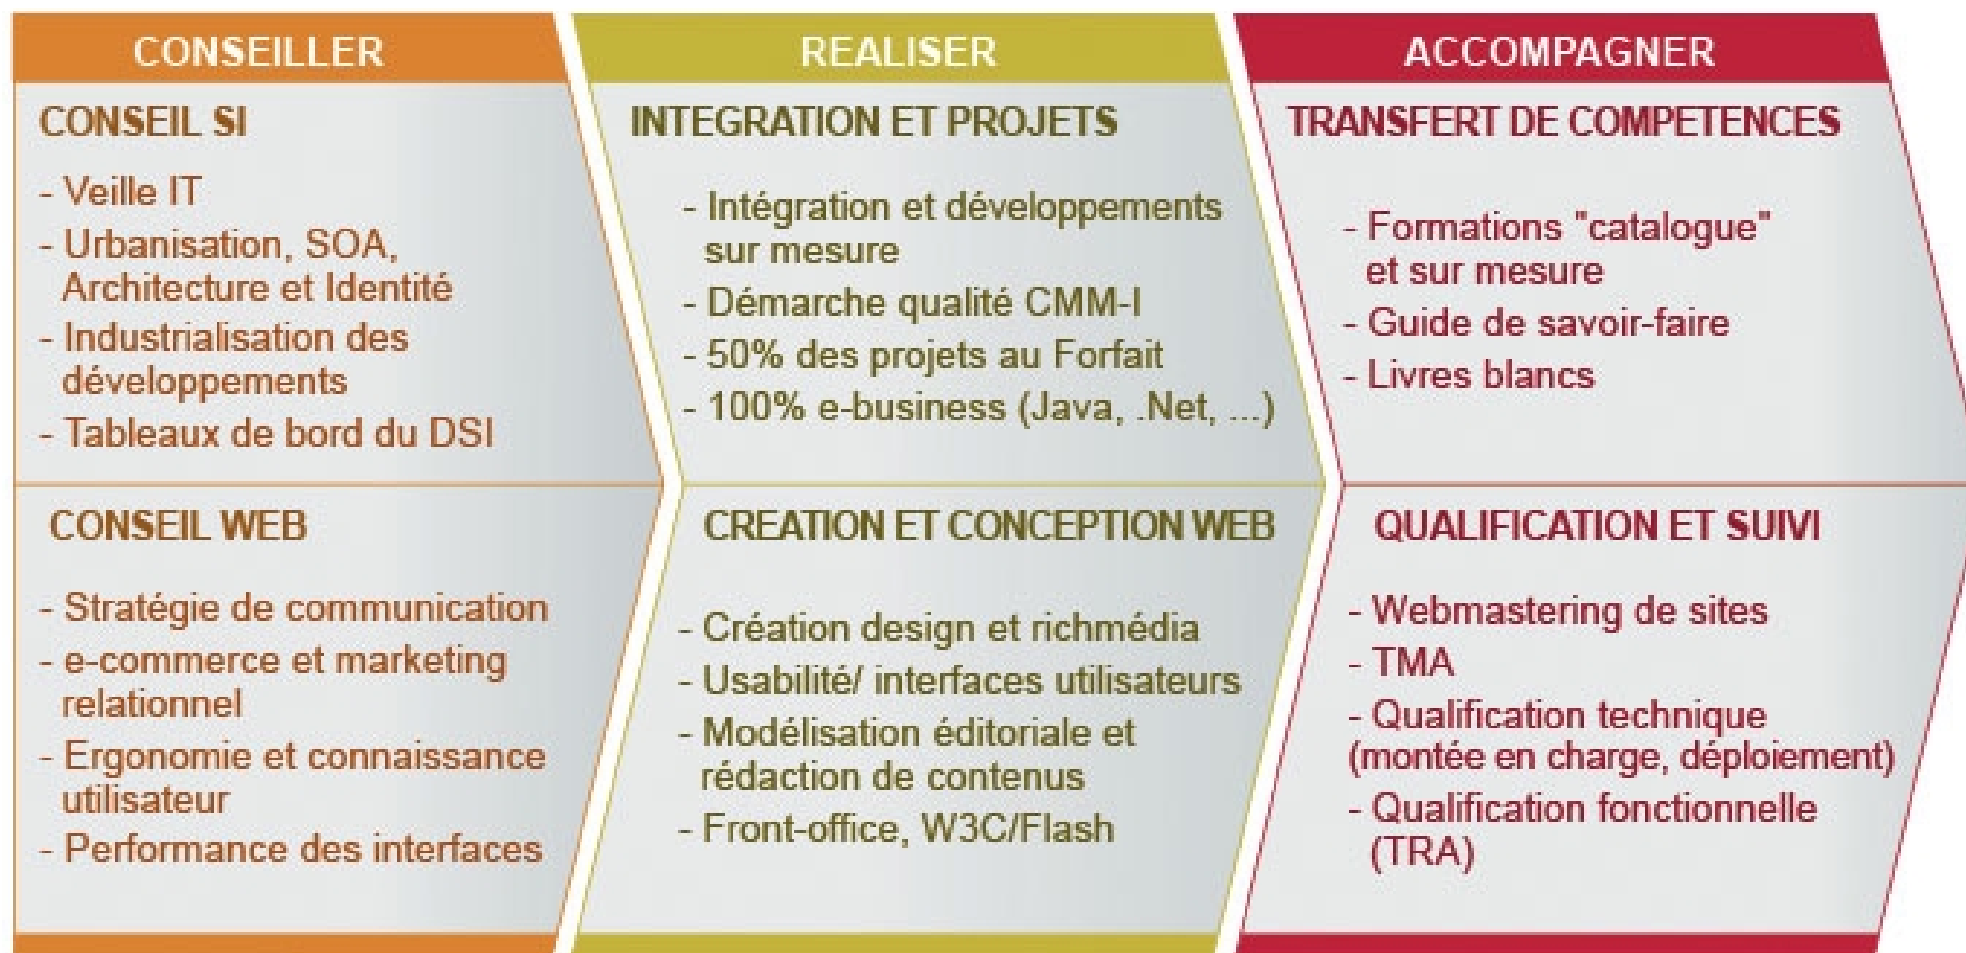 CONSEILLER
CONSEIL SI
- Veille IT
- Urbanisation, SOA,
Architecture et Identité
- Industrialisation des
développements
- Tableaux de bord du DSI
CONSEIL WEB
- Stratégie de communication
- e-commerce et marketing
relationnel
- Ergonomie et connaissance
utilisateur
- Performance des interfaces
REALISER
INTEGRATION ET PROJETS
- Intégration et développements
sur mesure
- Démarche qualité CMM-I
- 50% des projets au Forfait
- 100% e-business (Java, .Net, ...)
CREATION ET CONCEPTION WEB
- Création design et richmédia
- Usabilité/ interfaces utilisateurs
- Modélisation éditoriale et
rédaction de contenus
- Front-office, W3C/Flash
ACCOMPAGNER
TRANSFERT DE COMPETENCES
- Formations "catalogue"
et sur mesure
- Guide de savoir-faire
- Livres blancs
QUALIFICATION ET SUIVI
- Webmastering de sites
- TMA
- Qualification technique
(montée en charge, déploiement)
- Qualification fonctionnelle
(TRA)